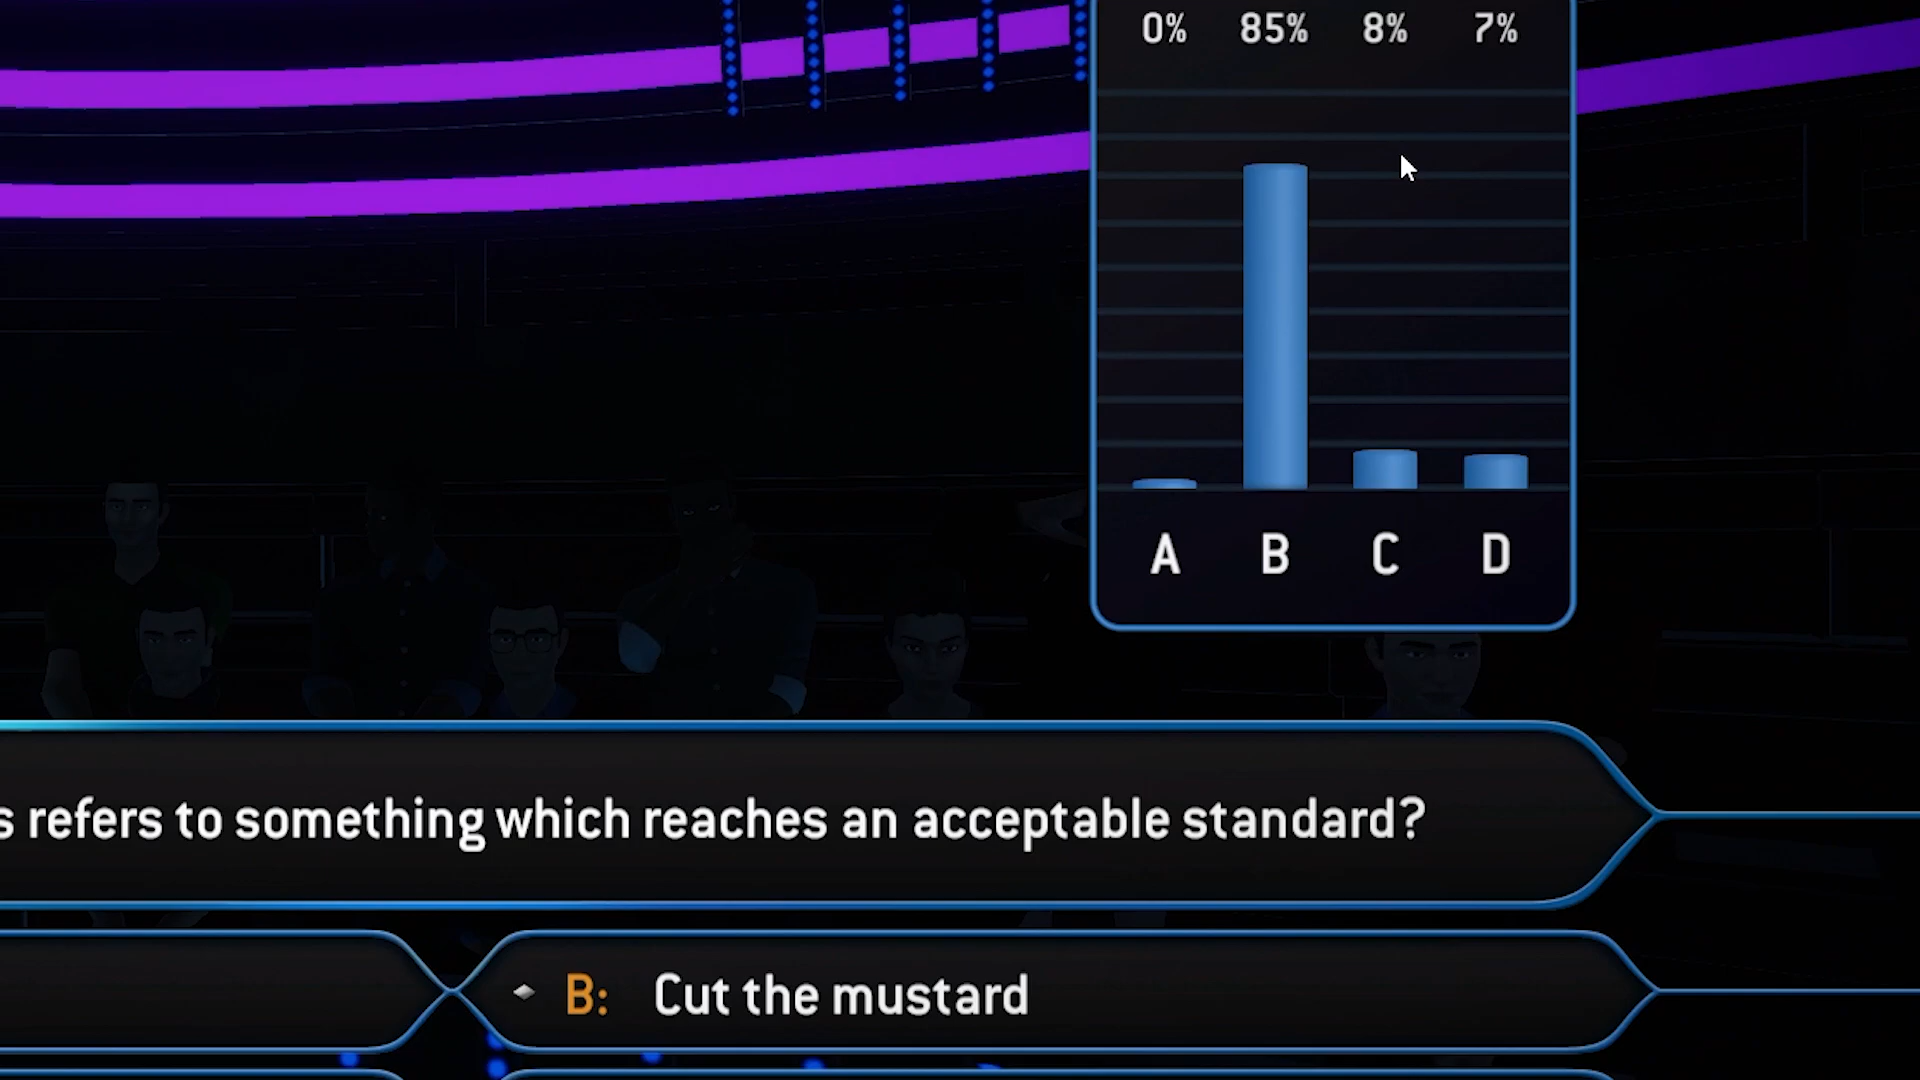 0% 85% 8% 7%
A B C D
refers to something which reaches an acceptable standard?
B: Cut the mustard